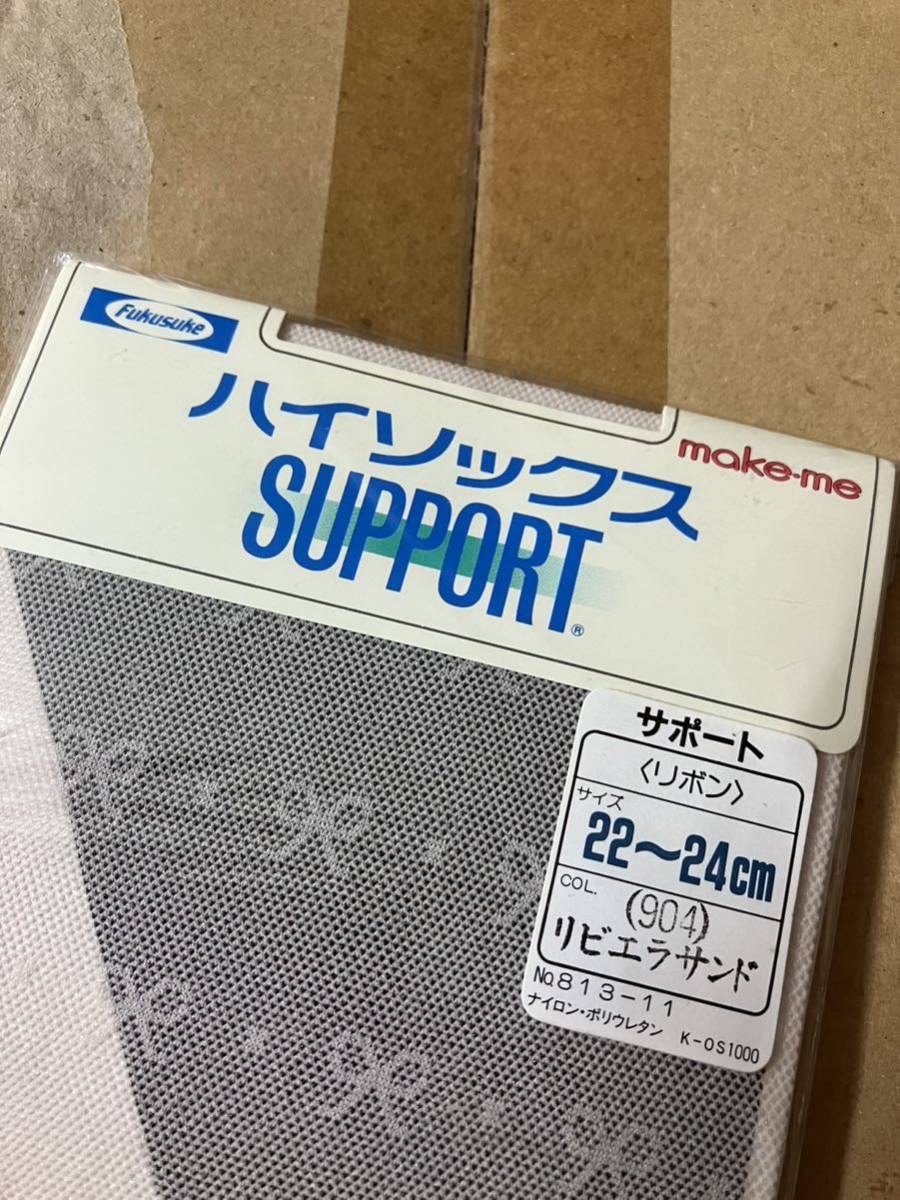 Fukusuke
ハイソックス
make-me
SUPPORT®
サポート
〈リボン〉
サイズ
22〜24cm
COL.
(904)
リビエラサンド
No.813-11
ナイロン・ポリウレタン K-OS1000